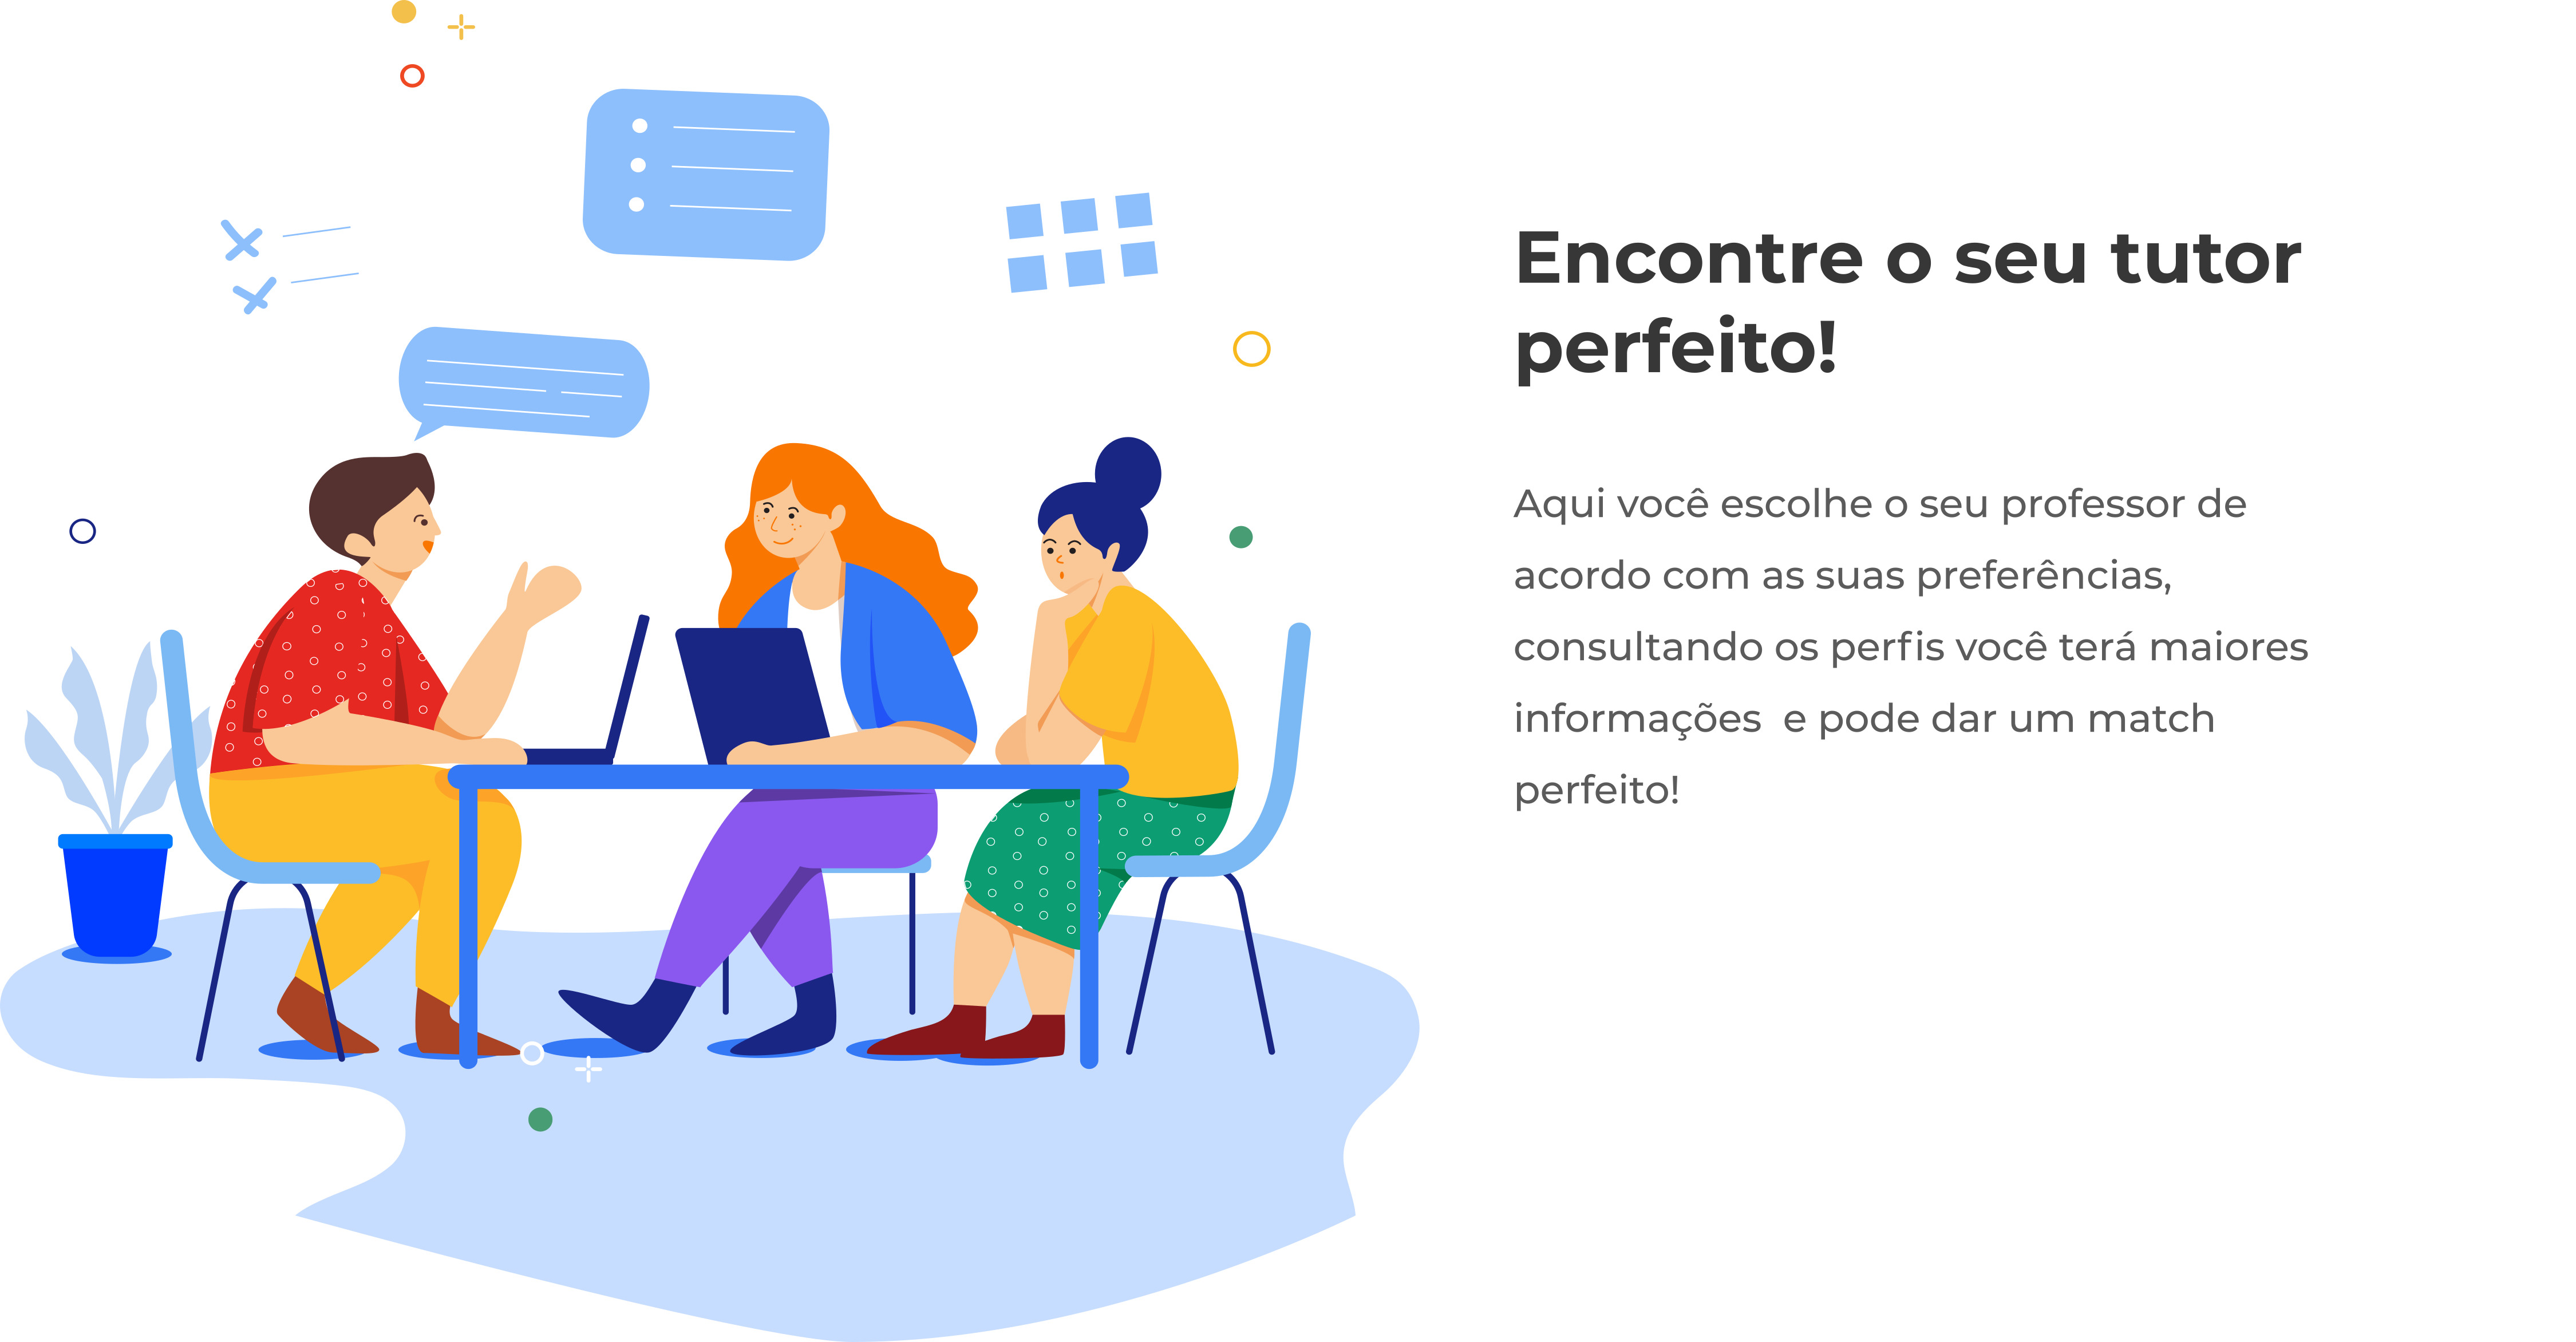 Encontre o seu tutor
perfeito!
Aqui você escolhe o seu professor de
acordo com as suas preferências,
consultando os perfis você terá maiores
informações  e pode dar um match
perfeito!